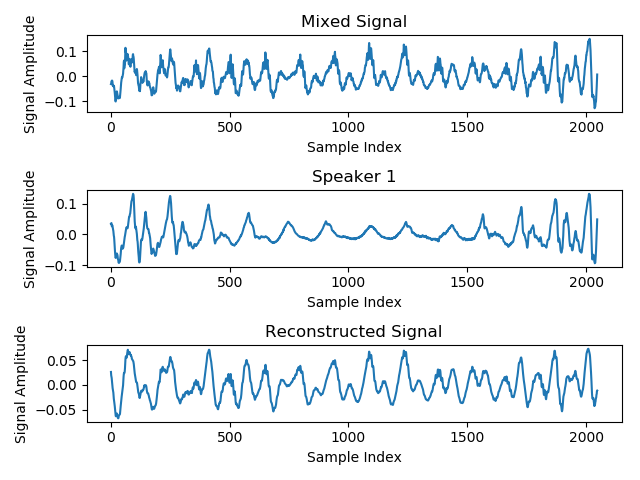 Mixed Signal
Signal Amplitude
0.1
0.0
−0.1
0
500
1000
1500
2000
Sample Index
Speaker 1
Signal Amplitude
0.1
0.0
−0.1
0
500
1000
1500
2000
Sample Index
Reconstructed Signal
Signal Amplitude
0.05
0.00
−0.05
0
500
1000
1500
2000
Sample Index